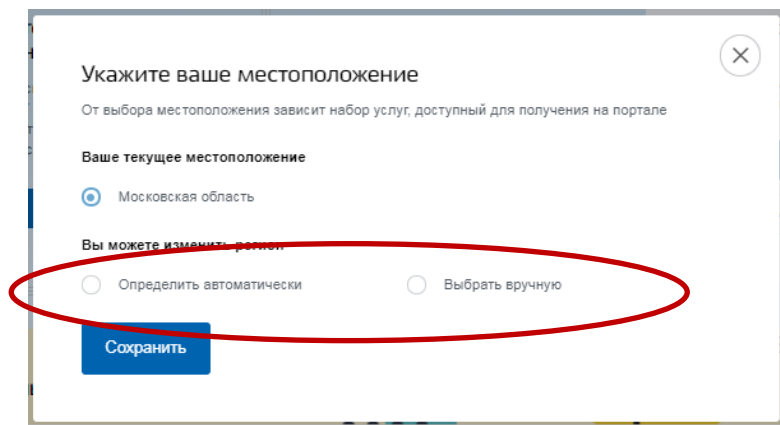 Укажите ваше местоположение
От выбора местоположения зависит набор услуг, доступный для получения на портале
Ваше текущее местоположение
Московская область
Вы можете изменить регион
Определить автоматически Выбрать вручную
Сохранить